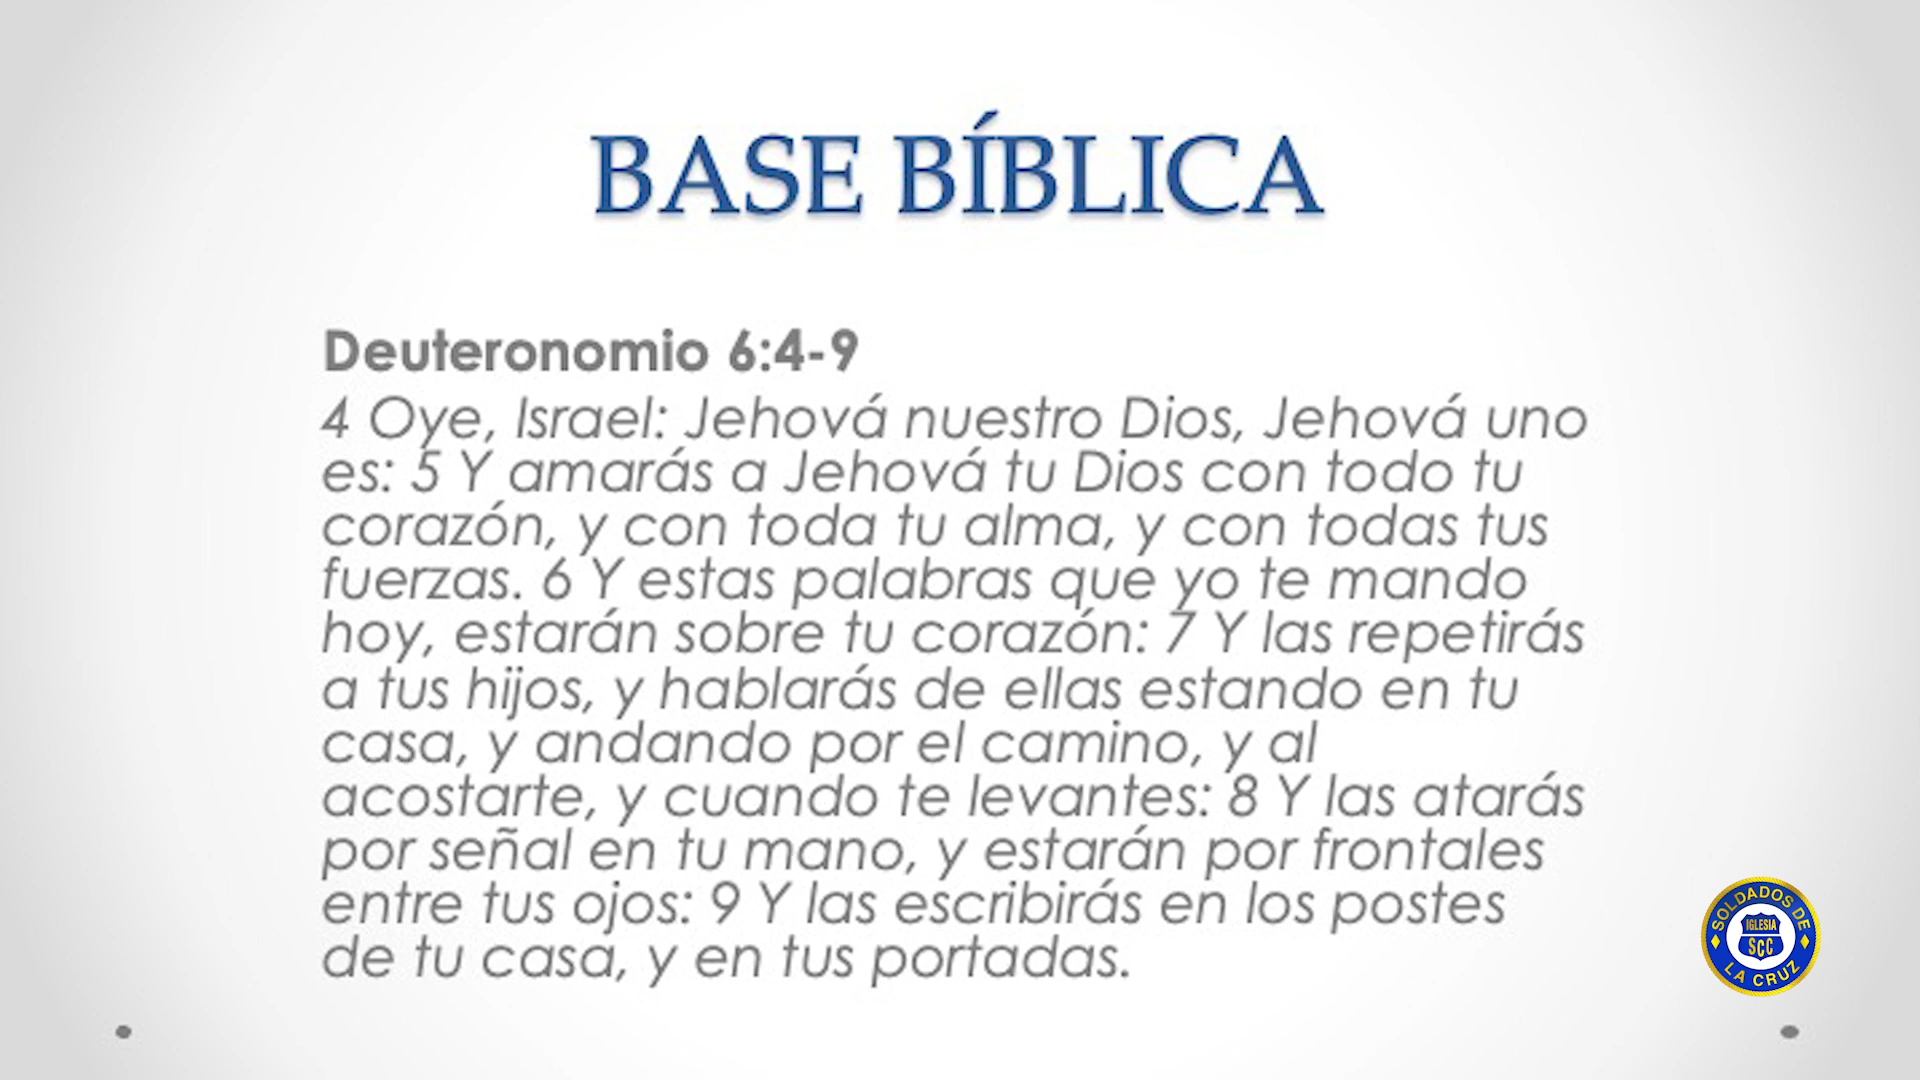 BASE BÍBLICA
Deuteronomio 6:4-9
4 Oye, Israel: Jehová nuestro Dios, Jehová uno
es: 5 Y amarás a Jehová tu Dios con todo tu
corazón, y con toda tu alma, y con todas tus
fuerzas. 6 Y estas palabras que yo te mando
hoy, estarán sobre tu corazón: 7 Y las repetirás
a tus hijos, y hablarás de ellas estando en tu
casa, y andando por el camino, y al
acostarte, y cuando te levantes: 8 Y las atarás
por señal en tu mano, y estarán por frontales
entre tus ojos: 9 Y las escribirás en los postes
de tu casa, y en tus portadas.
SOLDADOS DE
IGLESIA
SCC
LA CRUZ